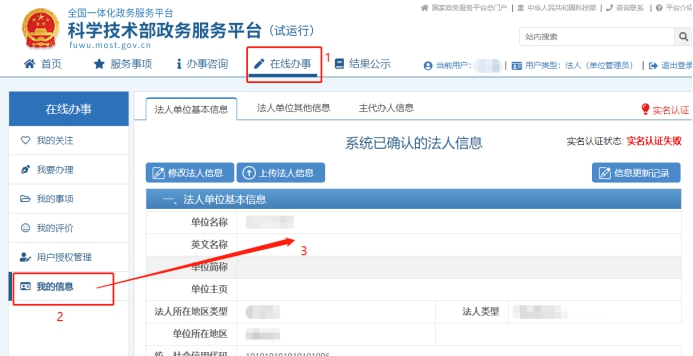 国家政务服务平台总门户 | 中华人民共和国科技部 | 咨询联系 | 平台介绍
全国一体化政务服务平台
科学技术部政务服务平台（试运行）
fuwu.most.gov.cn
站内搜索
首页 服务事项 办事咨询 在线办事 1 结果公示
当前用户： | 用户类型：法人（单位管理员） | 退出登录
在线办事
我的关注
我要办理
我的事项
我的评价
用户授权管理
我的信息
2
法人单位基本信息 法人单位其他信息 主代办人信息 实名认证
系统已确认的法人信息 实名认证状态: 实名认证失败
修改法人信息 上传法人信息 信息更新记录
一、法人单位基本信息
单位名称
英文名称 3
单位简称
单位主页
法人所在地区类型 法人类型
单位所在地区